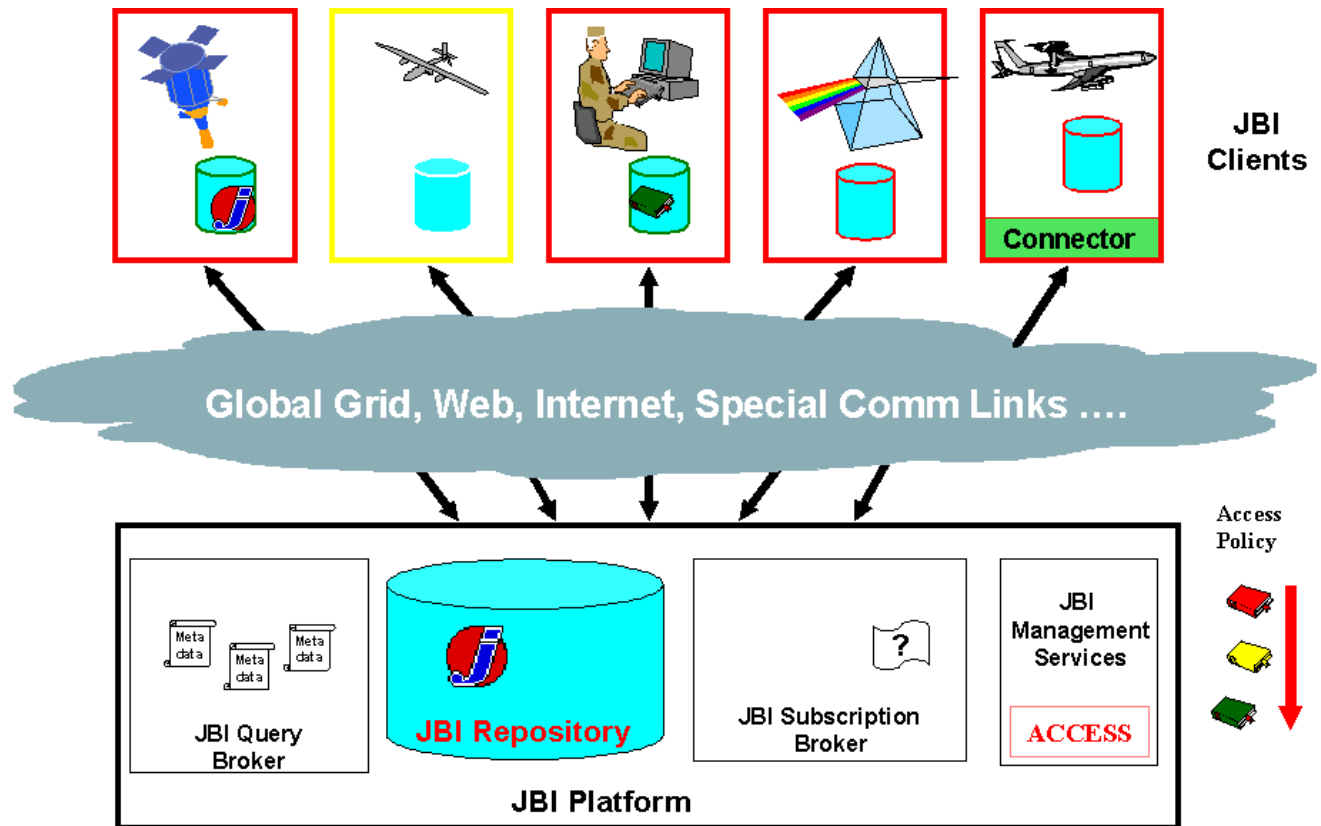 JBI
Clients
Connector
Global Grid, Web, Internet, Special Comm Links ....
Access
Policy
Meta
data
Meta
data
Meta
data
?
JBI
Management
Services
JBI Repository
JBI Subscription
Broker
JBI Query
Broker
ACCESS
JBI Platform